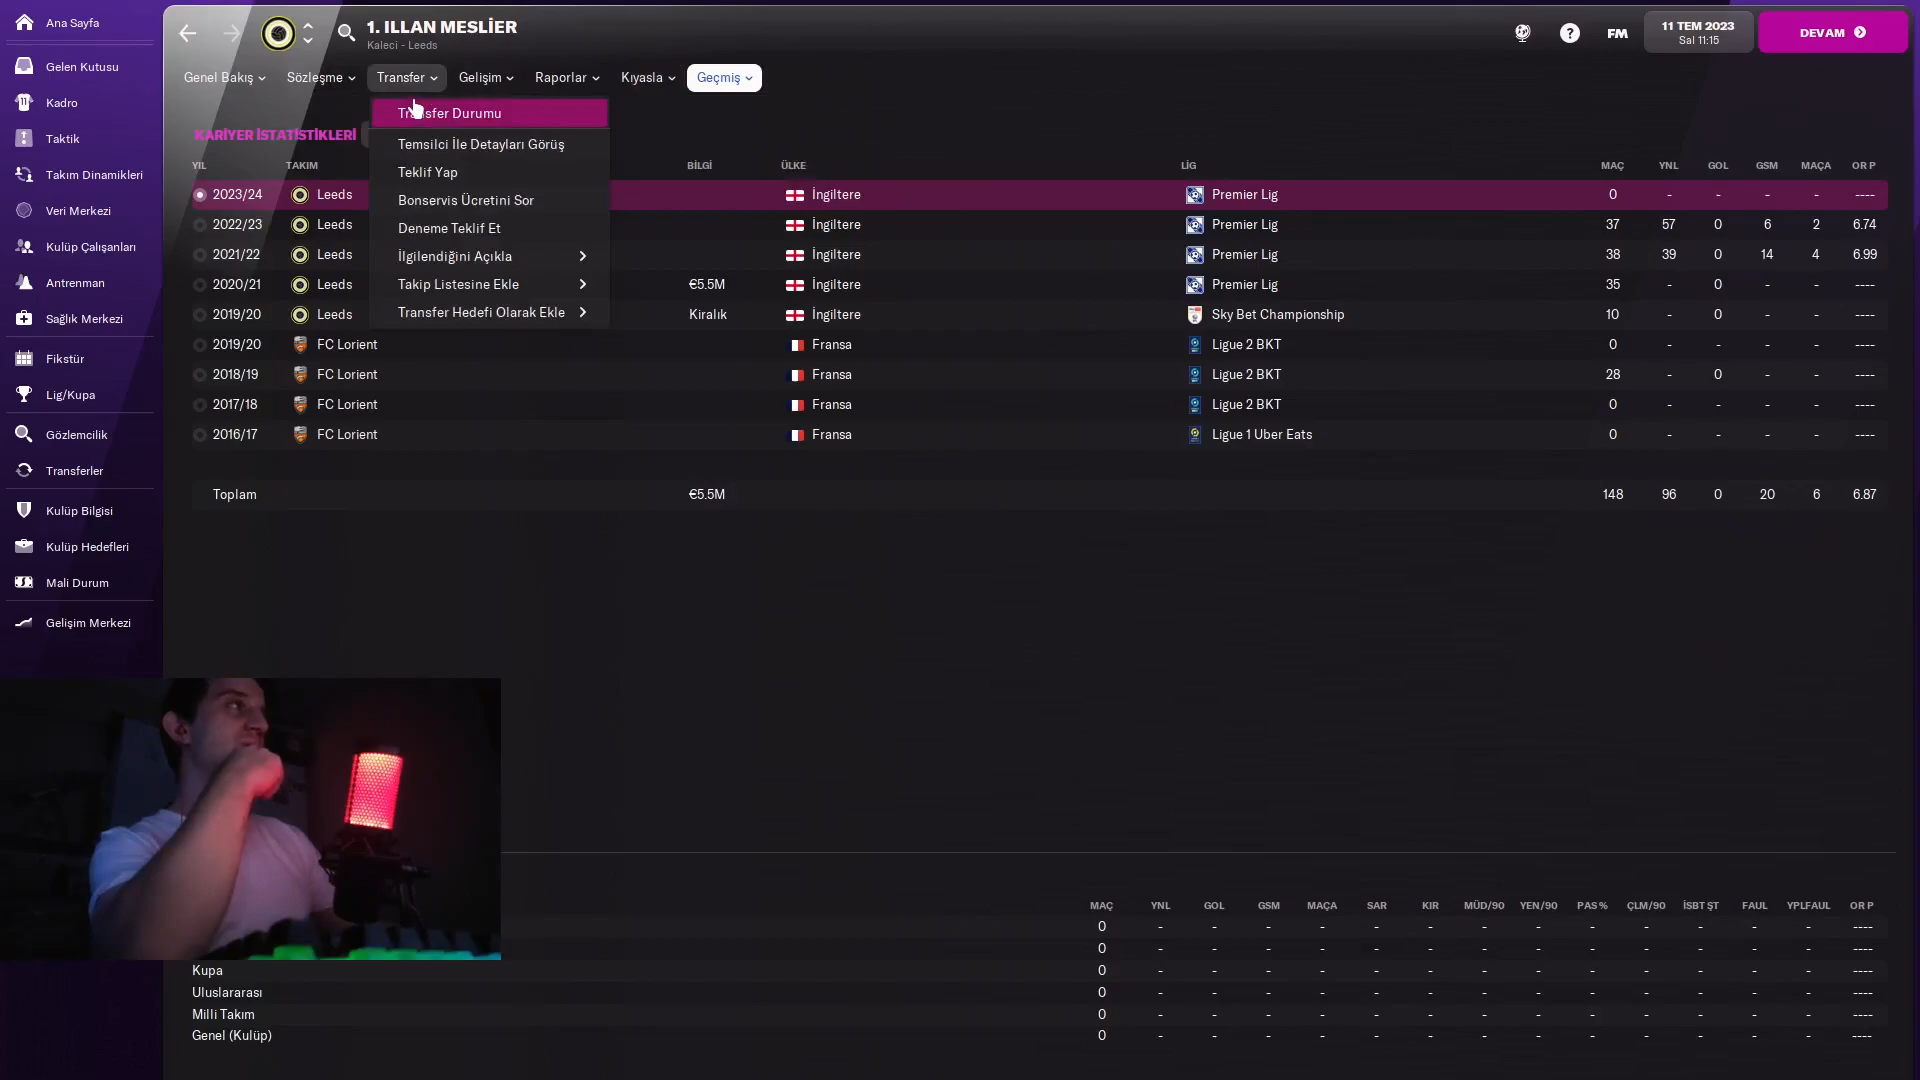 Ana Sayfa
Gelen Kutusu
Kadro
Taktik
Takım Dinamikleri
Veri Merkezi
Kulüp Çalışanları
Antrenman
Sağlık Merkezi
Fikstür
Lig/Kupa
Gözlemcilik
Transferler
Kulüp Bilgisi
Kulüp Hedefleri
Mali Durum
Gelişim Merkezi
1. ILLAN MESLİER
Kaleci - Leeds
FM
11 TEM 2023
Sal 11:15
DEVAM
Genel Bakış Sözleşme Transfer Gelişim Raporlar Kıyasla Geçmiş
Transfer Durumu
Temsilci İle Detayları Görüş
Teklif Yap
Bonservis Ücretini Sor
Deneme Teklif Et
İlgilendiğini Açıkla
Takip Listesine Ekle
Transfer Hedefi Olarak Ekle
KARİYER İSTATİSTİKLERİ
YIL TAKIM BİLGİ ÜLKE LİG MAÇ YNL GOL GSM MAÇA OR P
2023/24 Leeds İngiltere Premier Lig 0 - - - - ----
2022/23 Leeds İngiltere Premier Lig 37 57 0 6 2 6.74
2021/22 Leeds İngiltere Premier Lig 38 39 0 14 4 6.99
2020/21 Leeds €5.5M İngiltere Premier Lig 35 - 0 - - ----
2019/20 Leeds Kiralık İngiltere Sky Bet Championship 10 - 0 - - ----
2019/20 FC Lorient Fransa Ligue 2 BKT 0 - - - - ----
2018/19 FC Lorient Fransa Ligue 2 BKT 28 - 0 - - ----
2017/18 FC Lorient Fransa Ligue 2 BKT 0 - - - - ----
2016/17 FC Lorient Fransa Ligue 1 Uber Eats 0 - - - - ----
Toplam €5.5M 148 96 0 20 6 6.87
MAÇ YNL GOL GSM MAÇA SAR KIR MÜD/90 YEN/90 PAS % ÇLM/90 İSBT ŞT FAUL YPLFAUL OR P
0 - - - - - - - - - - - - - ----
0 - - - - - - - - - - - - - ----
Kupa 0 - - - - - - - - - - - - - ----
Uluslararası 0 - - - - - - - - - - - - - ----
Milli Takım 0 - - - - - - - - - - - - - ----
Genel (Kulüp) 0 - - - - - - - - - - - - - ----